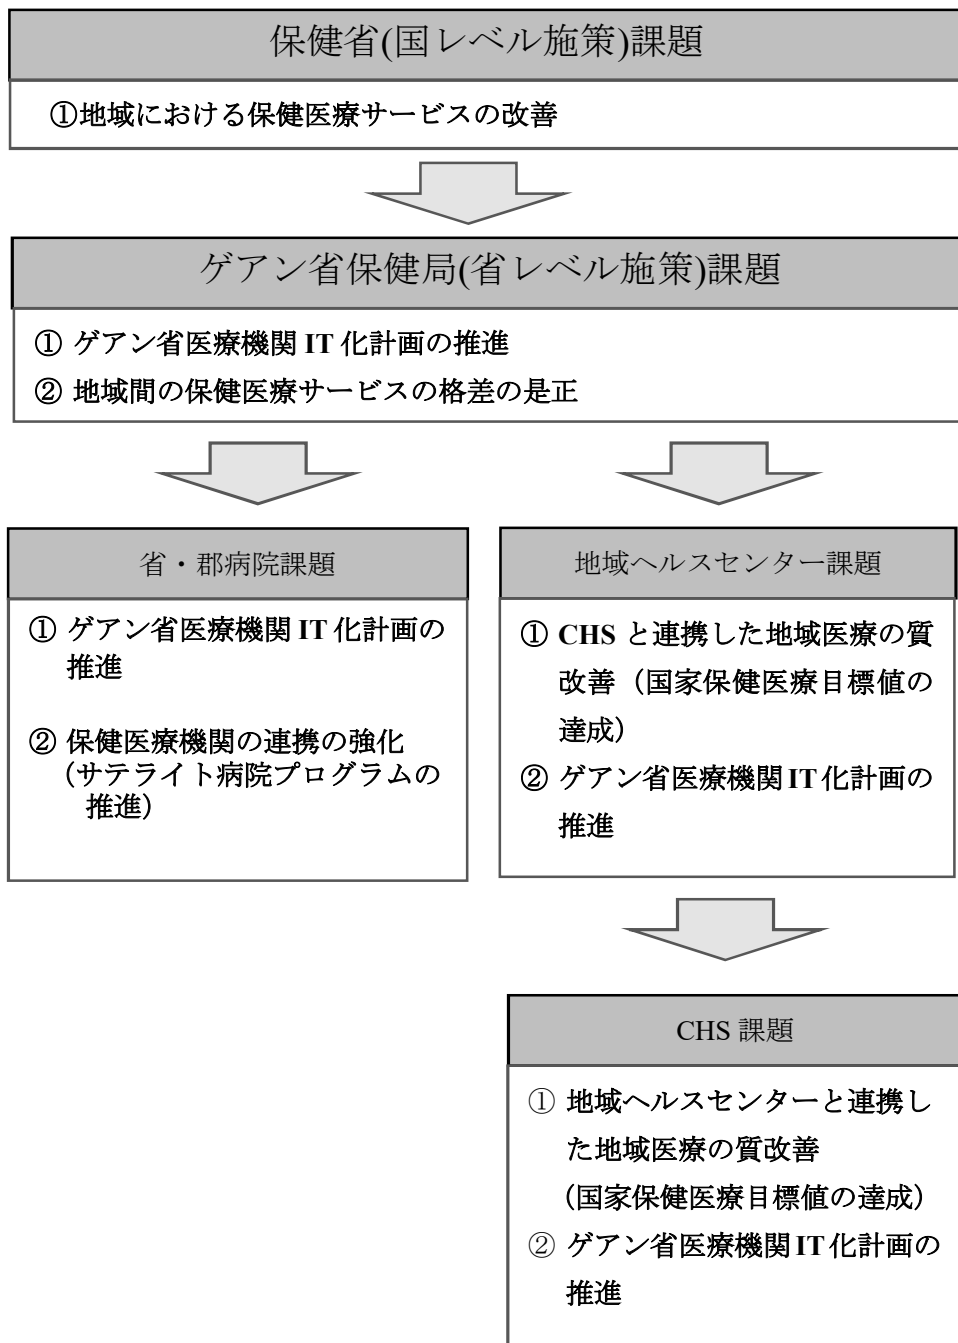 保健省(国レベル施策)課題
①地域における保健医療サービスの改善
ゲアン省保健局(省レベル施策)課題
① ゲアン省医療機関 IT 化計画の推進
② 地域間の保健医療サービスの格差の是正
省・郡病院課題
① ゲアン省医療機関 IT 化計画の
推進
② 保健医療機関の連携の強化
（サテライト病院プログラムの
推進）
地域ヘルスセンター課題
① CHS と連携した地域医療の質
改善（国家保健医療目標値の
達成）
② ゲアン省医療機関 IT 化計画の
推進
CHS 課題
① 地域ヘルスセンターと連携し
た地域医療の質改善
（国家保健医療目標値の達成）
② ゲアン省医療機関 IT 化計画の
推進